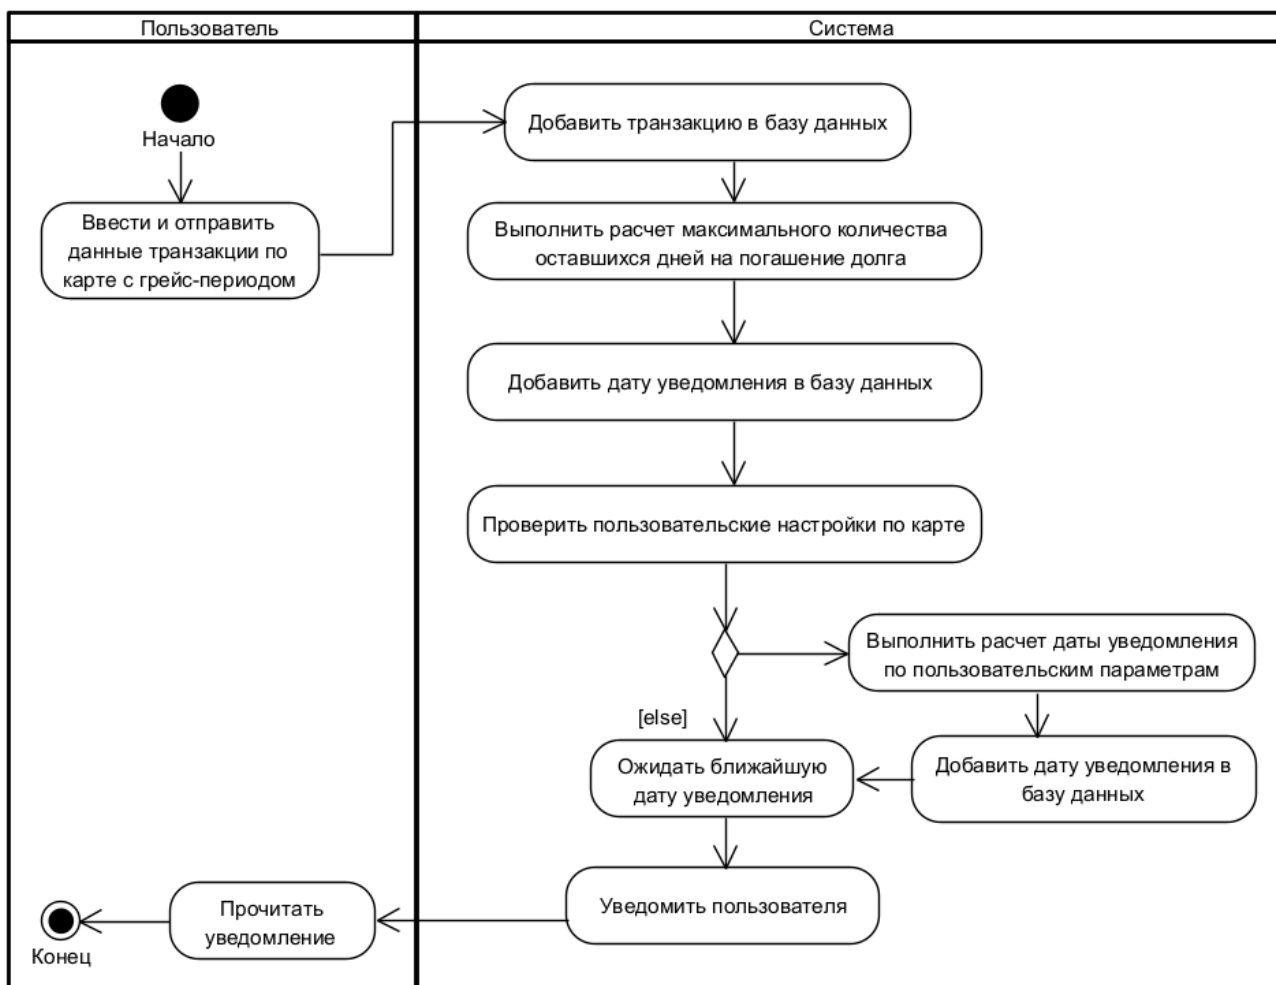 Пользователь
Система
Начало
Ввести и отправить
данные транзакции по
карте с грейс-периодом
Добавить транзакцию в базу данных
Выполнить расчет максимального количества
оставшихся дней на погашение долга
Добавить дату уведомления в базу данных
Проверить пользовательские настройки по карте
Выполнить расчет даты уведомления
по пользовательским параметрам
[else]
Ожидать ближайшую
дату уведомления
Добавить дату уведомления в
базу данных
Уведомить пользователя
Прочитать
уведомление
Конец